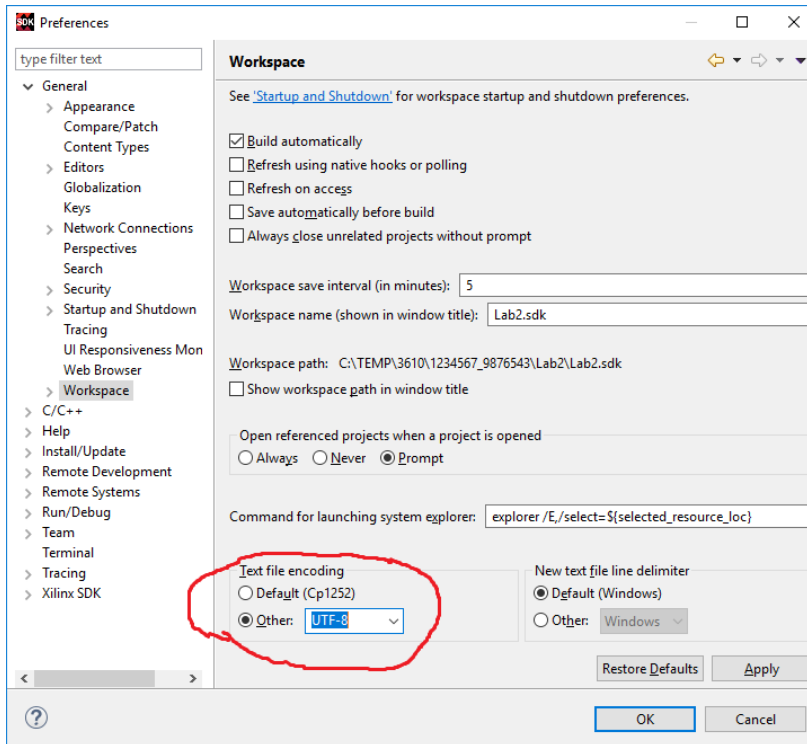 SDK Preferences
type filter text
General
Appearance
Compare/Patch
Content Types
Editors
Globalization
Keys
Network Connections
Perspectives
Search
Security
Startup and Shutdown
Tracing
UI Responsiveness Mon
Web Browser
Workspace
C/C++
Help
Install/Update
Remote Development
Remote Systems
Run/Debug
Team
Terminal
Tracing
Xilinx SDK
Workspace
See 'Startup and Shutdown' for workspace startup and shutdown preferences.
Build automatically
Refresh using native hooks or polling
Refresh on access
Save automatically before build
Always close unrelated projects without prompt
Workspace save interval (in minutes): 5
Workspace name (shown in window title): Lab2.sdk
Workspace path: C:\TEMP\3610\1234567_9876543\Lab2\Lab2.sdk
Show workspace path in window title
Open referenced projects when a project is opened
Always Never Prompt
Command for launching system explorer: explorer /E,/select=${selected_resource_loc}
Text file encoding
Default (Cp1252)
Other: UTF-8
New text file line delimiter
Default (Windows)
Other: Windows
Restore Defaults Apply
? OK Cancel